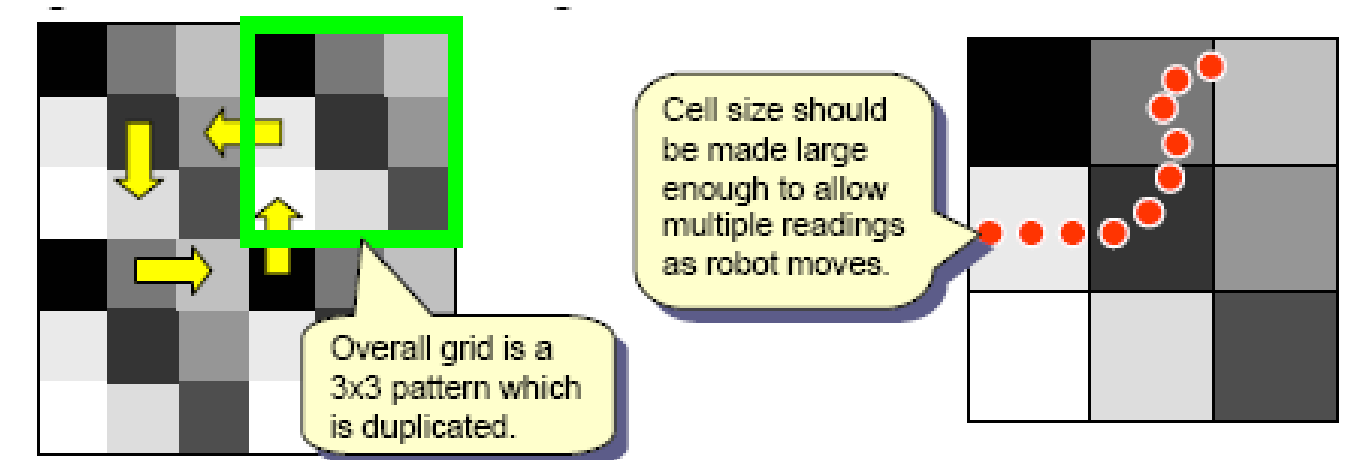 Cell size should
be made large
enough to allow
multiple readings
as robot moves.
Overall grid is a
3x3 pattern which
is duplicated.